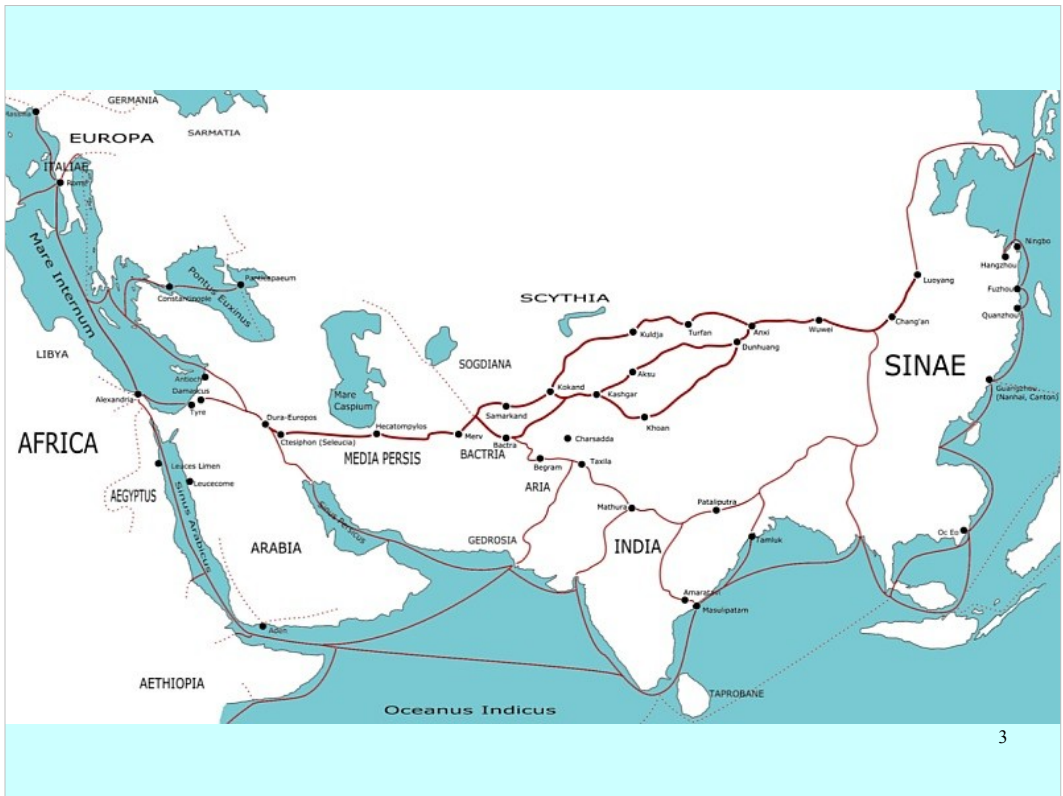 GERMANIA
Massilia
EUROPA
SARMATIA
ITALIAE
Rome
Mare Internum
Pontus Euxinus
Panticapaeum
Constantinople
LIBYA
Antioch
Damascus
Tyre
Alexandria
AFRICA
AEGYPTUS
Leuces Limen
Leucecome
Sinus Arabicus
ARABIA
Aden
AETHIOPIA
Dura-Europos
Ctesiphon (Seleucia)
Mare
Caspium
Hecatompylos
MEDIA PERSIS
Sinus Persicus
SOGDIANA
SCYTHIA
Merv
BACTRIA
Samarkand
Bactra
Kokand
Kuldja
Turfan
Anxi
Dunhuang
Aksu
Kashgar
Khoan
Wuwei
Chang'an
Luoyang
Charsadda
Begram
Taxila
ARIA
GEDROSIA
Mathura
Pataliputra
INDIA
Tamluk
Masulipatam
TAPROBANE
Oceanus Indicus
SINAE
Ningbo
Hangzhou
Fuzhou
Quanzhou
Guangzhou
(Nanhai, Canton)
Oc Eo
3